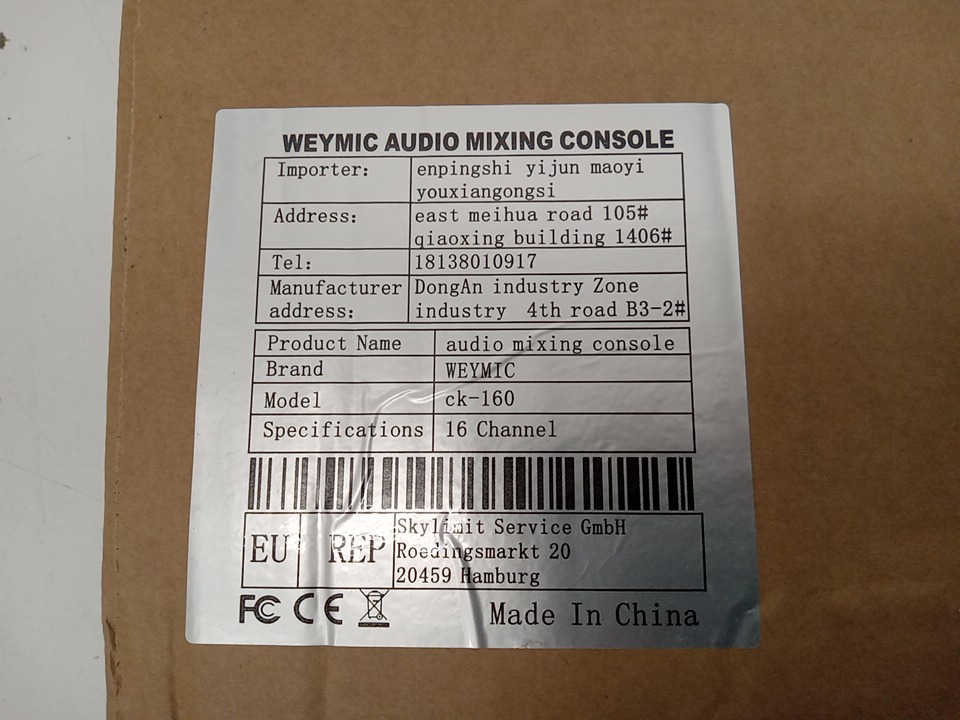 WEYMIC AUDIO MIXING CONSOLE
Importer: enpingshi yijun maoyi
youxiangongsi
Address: east meihua road 105#
qiaoxing building 1406#
Tel: 18138010917
Manufacturer DongAn industry Zone
address: industry 4th road B3-2#
Product Name audio mixing console
Brand WEYMIC
Model ck-160
Specifications 16 Channel
EU REP Skylimit Service GmbH
Roedingsmarkt 20
20459 Hamburg
FC CE Made In China